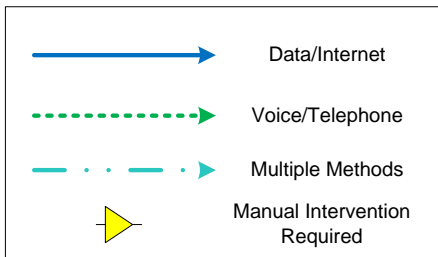 Data/Internet
Voice/Telephone
Multiple Methods
Manual Intervention
Required